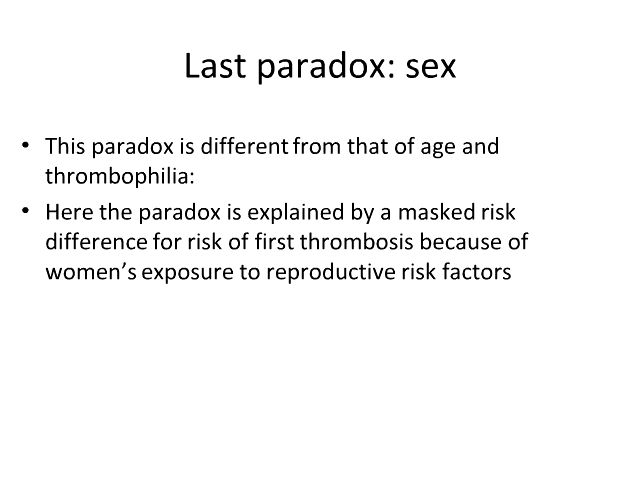 Last paradox: sex
• This paradox is different from that of age and
thrombophilia:
• Here the paradox is explained by a masked risk
difference for risk of first thrombosis because of
women’s exposure to reproductive risk factors